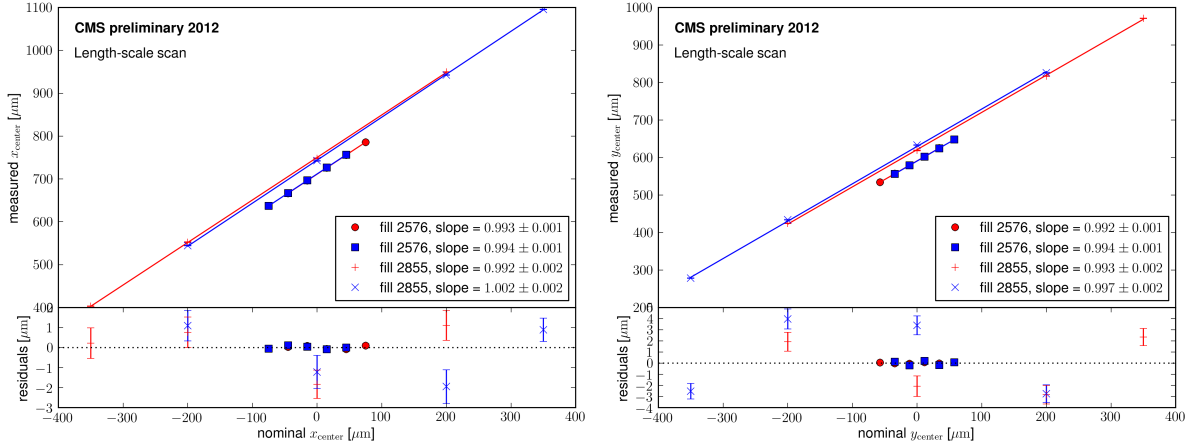 1100
1000
900
800
700
600
500
400
measured x_center [μm]
CMS preliminary 2012
Length-scale scan
fill 2576, slope = 0.993 ± 0.001
fill 2576, slope = 0.994 ± 0.001
fill 2855, slope = 0.992 ± 0.002
fill 2855, slope = 1.002 ± 0.002
2
1
0
−1
−2
−3
residuals [μm]
−400 −300 −200 −100 0 100 200 300 400
nominal x_center [μm]
1000
900
800
700
600
500
400
300
200
measured y_center [μm]
CMS preliminary 2012
Length-scale scan
fill 2576, slope = 0.992 ± 0.001
fill 2576, slope = 0.994 ± 0.001
fill 2855, slope = 0.993 ± 0.002
fill 2855, slope = 0.997 ± 0.002
4
3
2
1
0
−1
−2
−3
−4
residuals [μm]
−400 −300 −200 −100 0 100 200 300 400
nominal y_center [μm]